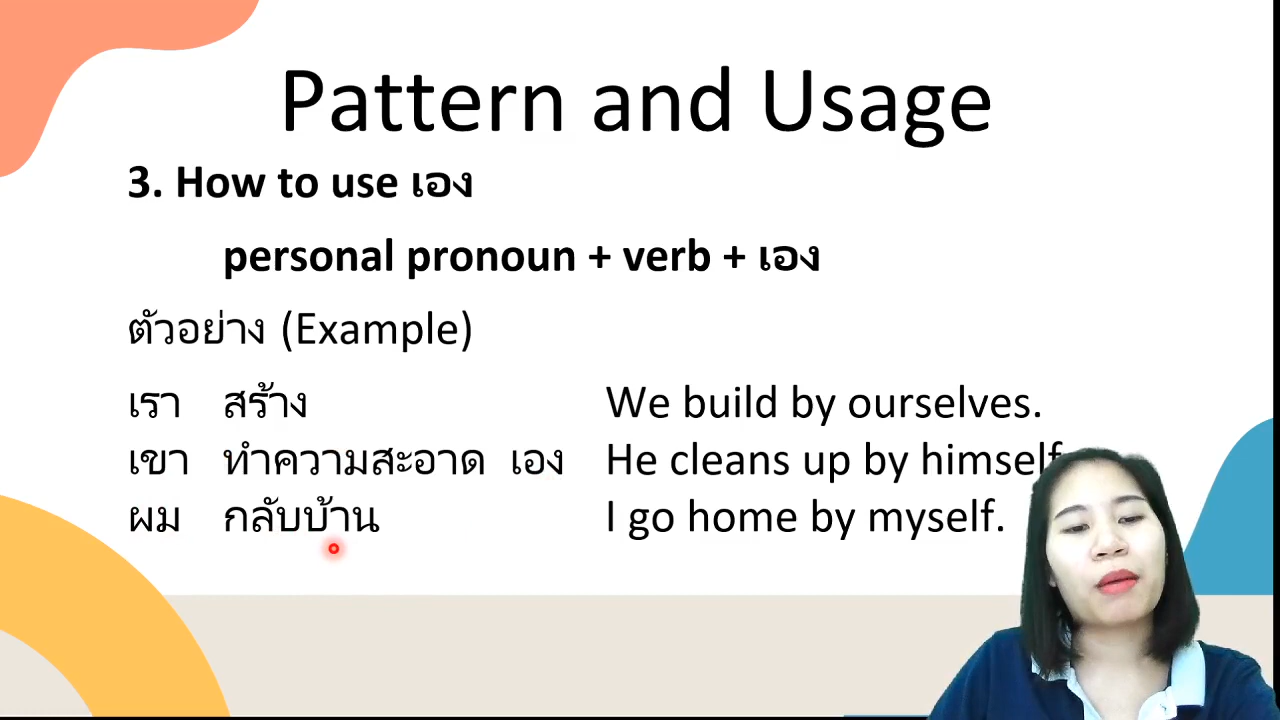 Pattern and Usage
3. How to use เอง
personal pronoun + verb + เอง
ตัวอย่าง (Example)
เรา สร้าง We build by ourselves.
เขา ทำความสะอาด เอง He cleans up by himself
ผม กลับบ้าน I go home by myself.